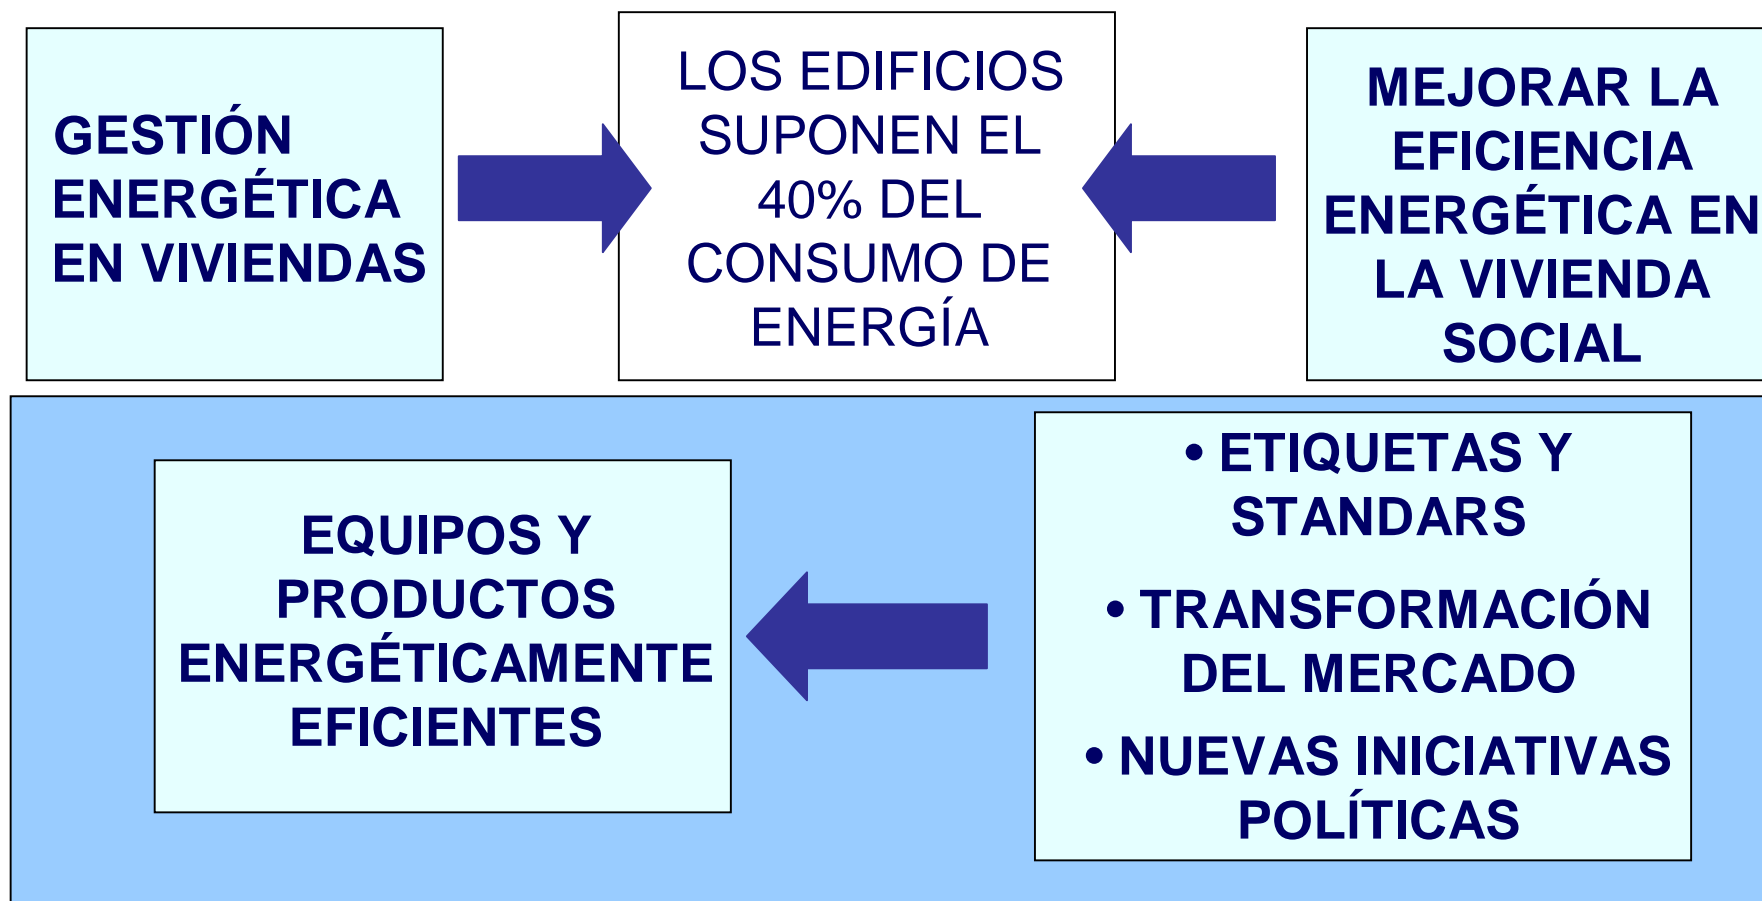 GESTIÓN
ENERGÉTICA
EN VIVIENDAS
LOS EDIFICIOS
SUPONEN EL
40% DEL
CONSUMO DE
ENERGÍA
MEJORAR LA
EFICIENCIA
ENERGÉTICA EN
LA VIVIENDA
SOCIAL
EQUIPOS Y
PRODUCTOS
ENERGÉTICAMENTE
EFICIENTES
• ETIQUETAS Y
STANDARS
• TRANSFORMACIÓN
DEL MERCADO
• NUEVAS INICIATIVAS
POLÍTICAS